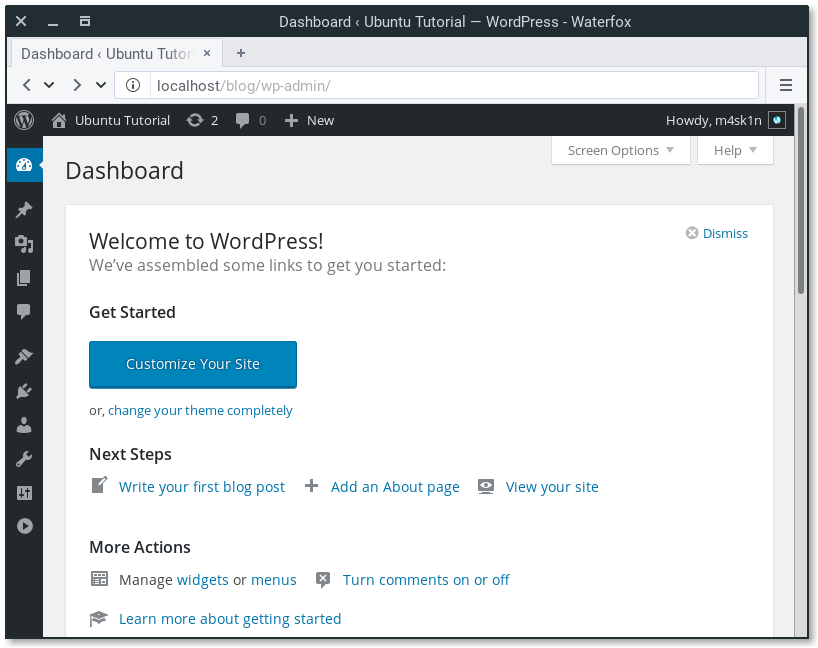 Dashboard ‹ Ubuntu Tutorial — WordPress - Waterfox
Dashboard ‹ Ubuntu Tutor
localhost/blog/wp-admin/
Ubuntu Tutorial 2 0 New Howdy, m4sk1n
Screen Options Help
Dashboard
Welcome to WordPress!
Dismiss
We’ve assembled some links to get you started:
Get Started
Customize Your Site
or, change your theme completely
Next Steps
Write your first blog post Add an About page View your site
More Actions
Manage widgets or menus Turn comments on or off
Learn more about getting started